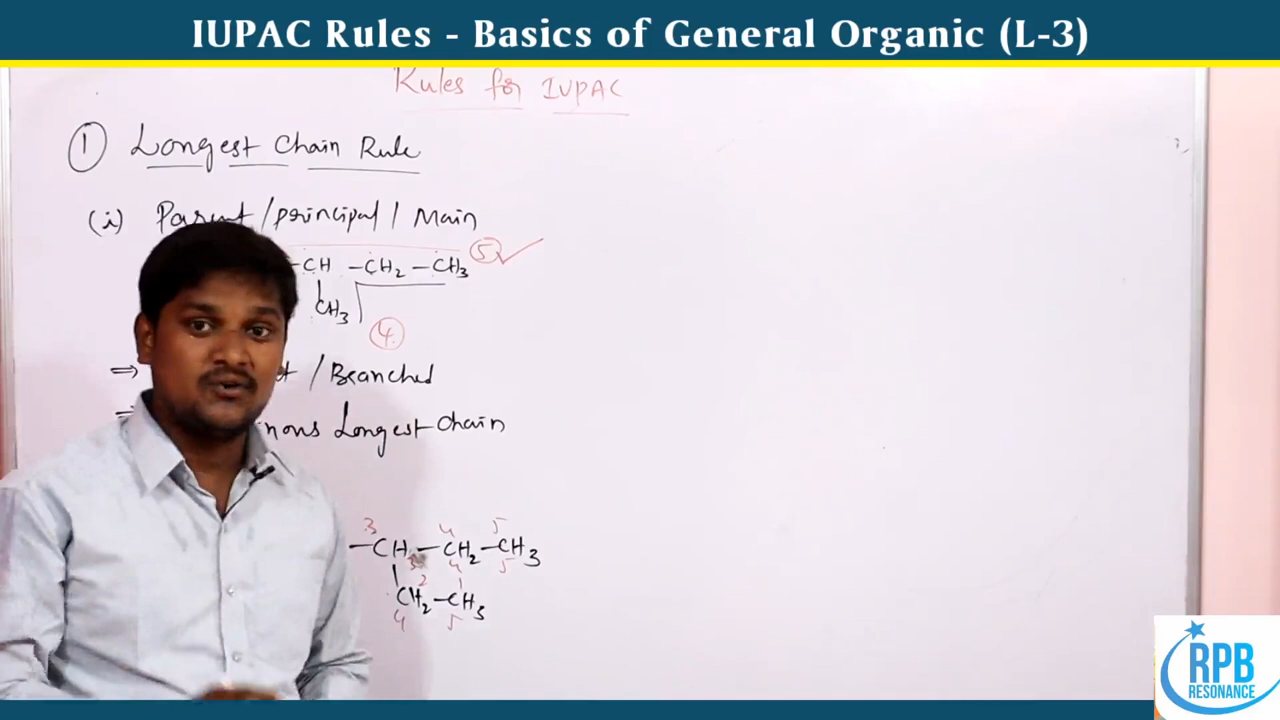 IUPAC Rules - Basics of General Organic (L-3)
Rules for IUPAC
① Longest Chain Rule
(i) Parent/principal/Main
-CH -CH₂ -CH₃ ⑤✓
CH₃
④
⇒ /Branched
⇒ Longest chain
3 4 5
-CH -CH₂-CH₃
3 2 4 5
CH₂-CH₃
1
4 5
RPB
RESONANCE